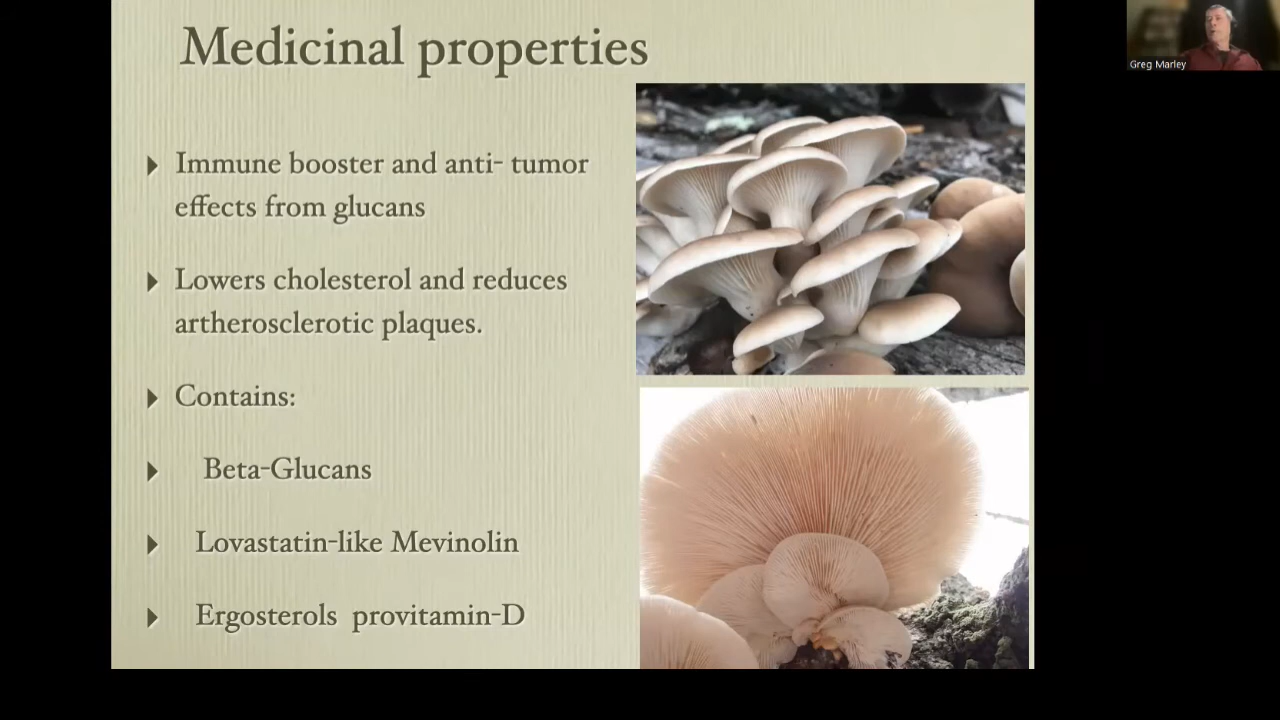 Medicinal properties
Immune booster and anti- tumor
effects from glucans
Lowers cholesterol and reduces
artherosclerotic plaques.
Contains:
Beta-Glucans
Lovastatin-like Mevinolin
Ergosterols provitamin-D
Greg Marley